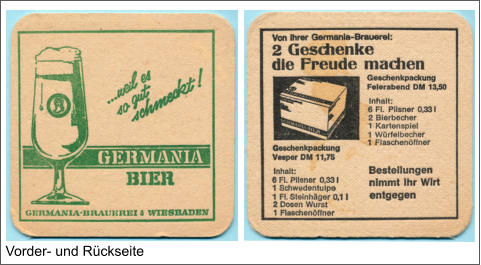 ...weil es
so gut
schmeckt!
GERMANIA
BIER
GERMANIA-BRAUEREI WIESBADEN
Von Ihrer Germania-Brauerei:
2 Geschenke
die Freude machen
Geschenkpackung
Feierabend DM 13,50
Inhalt:
6 Fl. Pilsner 0,33 l
2 Bierbecher
1 Kartenspiel
1 Würfelbecher
1 Flaschenöffner
Geschenkpackung
Vesper DM 11,75
Inhalt:
6 Fl. Pilsner 0,33 l
1 Schwedentulpe
1 Fl. Steinhäger 0,1 l
2 Dosen Wurst
1 Flaschenöffner
Bestellungen
nimmt Ihr Wirt
entgegen
Vorder- und Rückseite